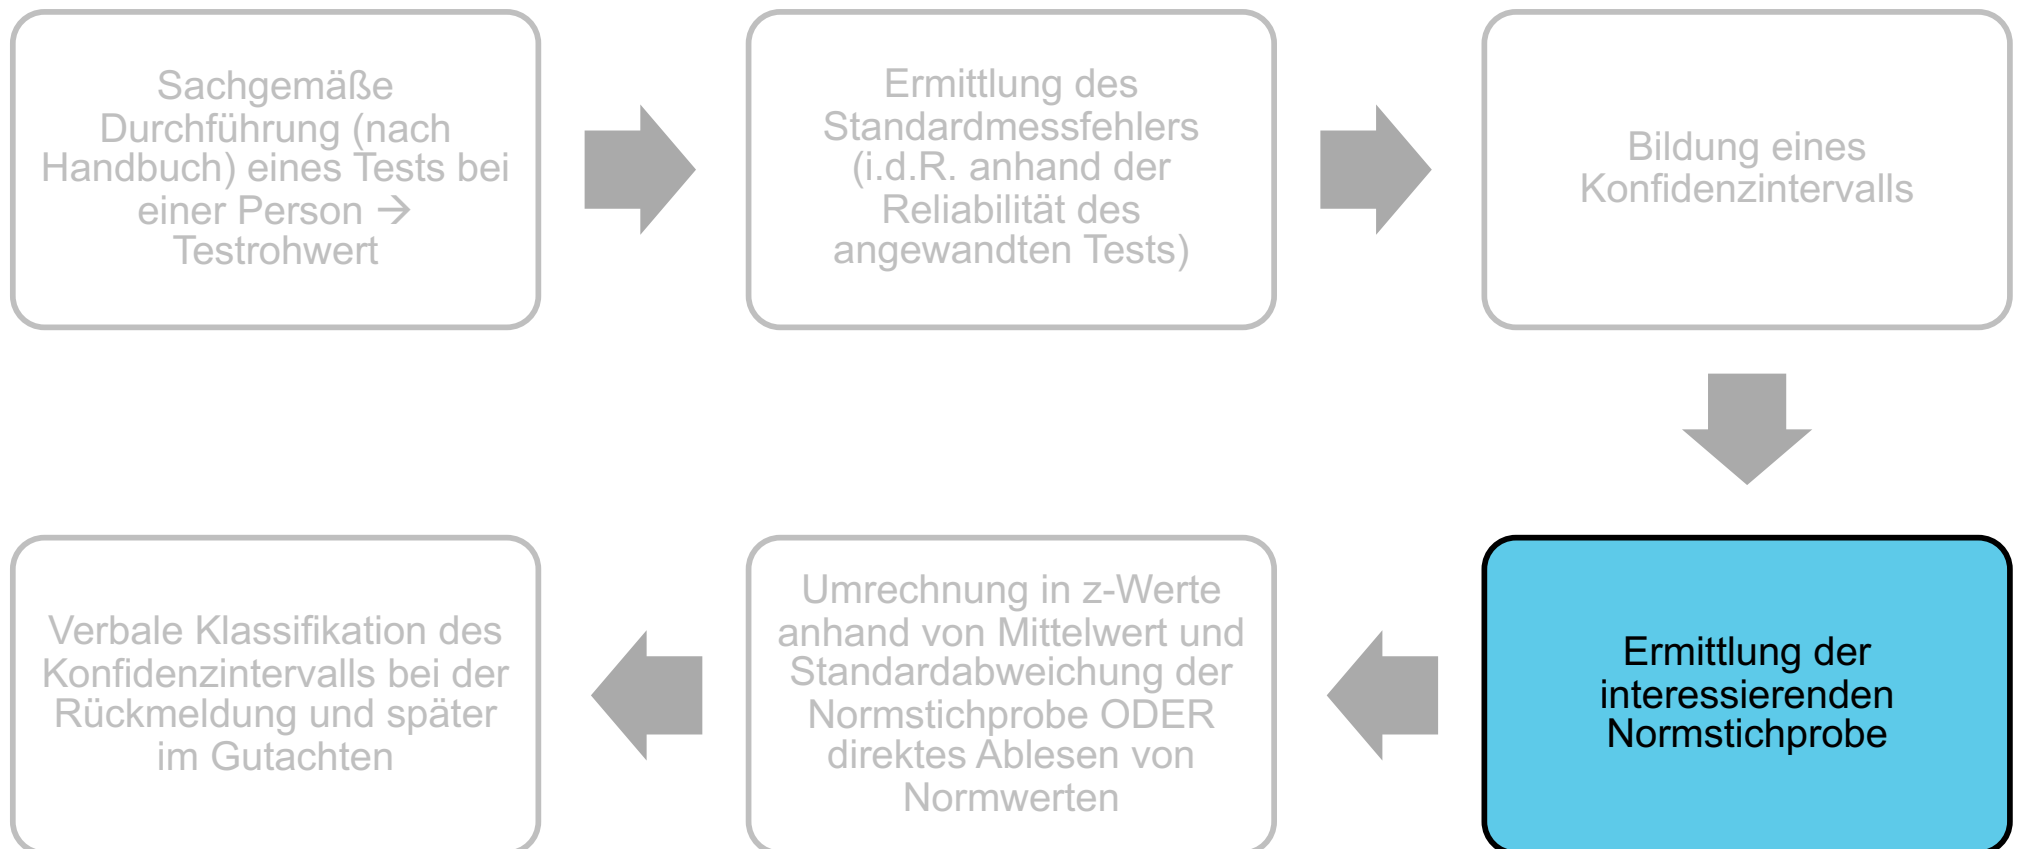 Sachgemäße
Durchführung (nach
Handbuch) eines Tests bei
einer Person →
Testrohwert
Ermittlung des
Standardmessfehlers
(i.d.R. anhand der
Reliabilität des
angewandten Tests)
Bildung eines
Konfidenzintervalls
Ermittlung der
interessierenden
Normstichprobe
Umrechnung in z-Werte
anhand von Mittelwert und
Standardabweichung der
Normstichprobe ODER
direktes Ablesen von
Normwerten
Verbale Klassifikation des
Konfidenzintervalls bei der
Rückmeldung und später
im Gutachten